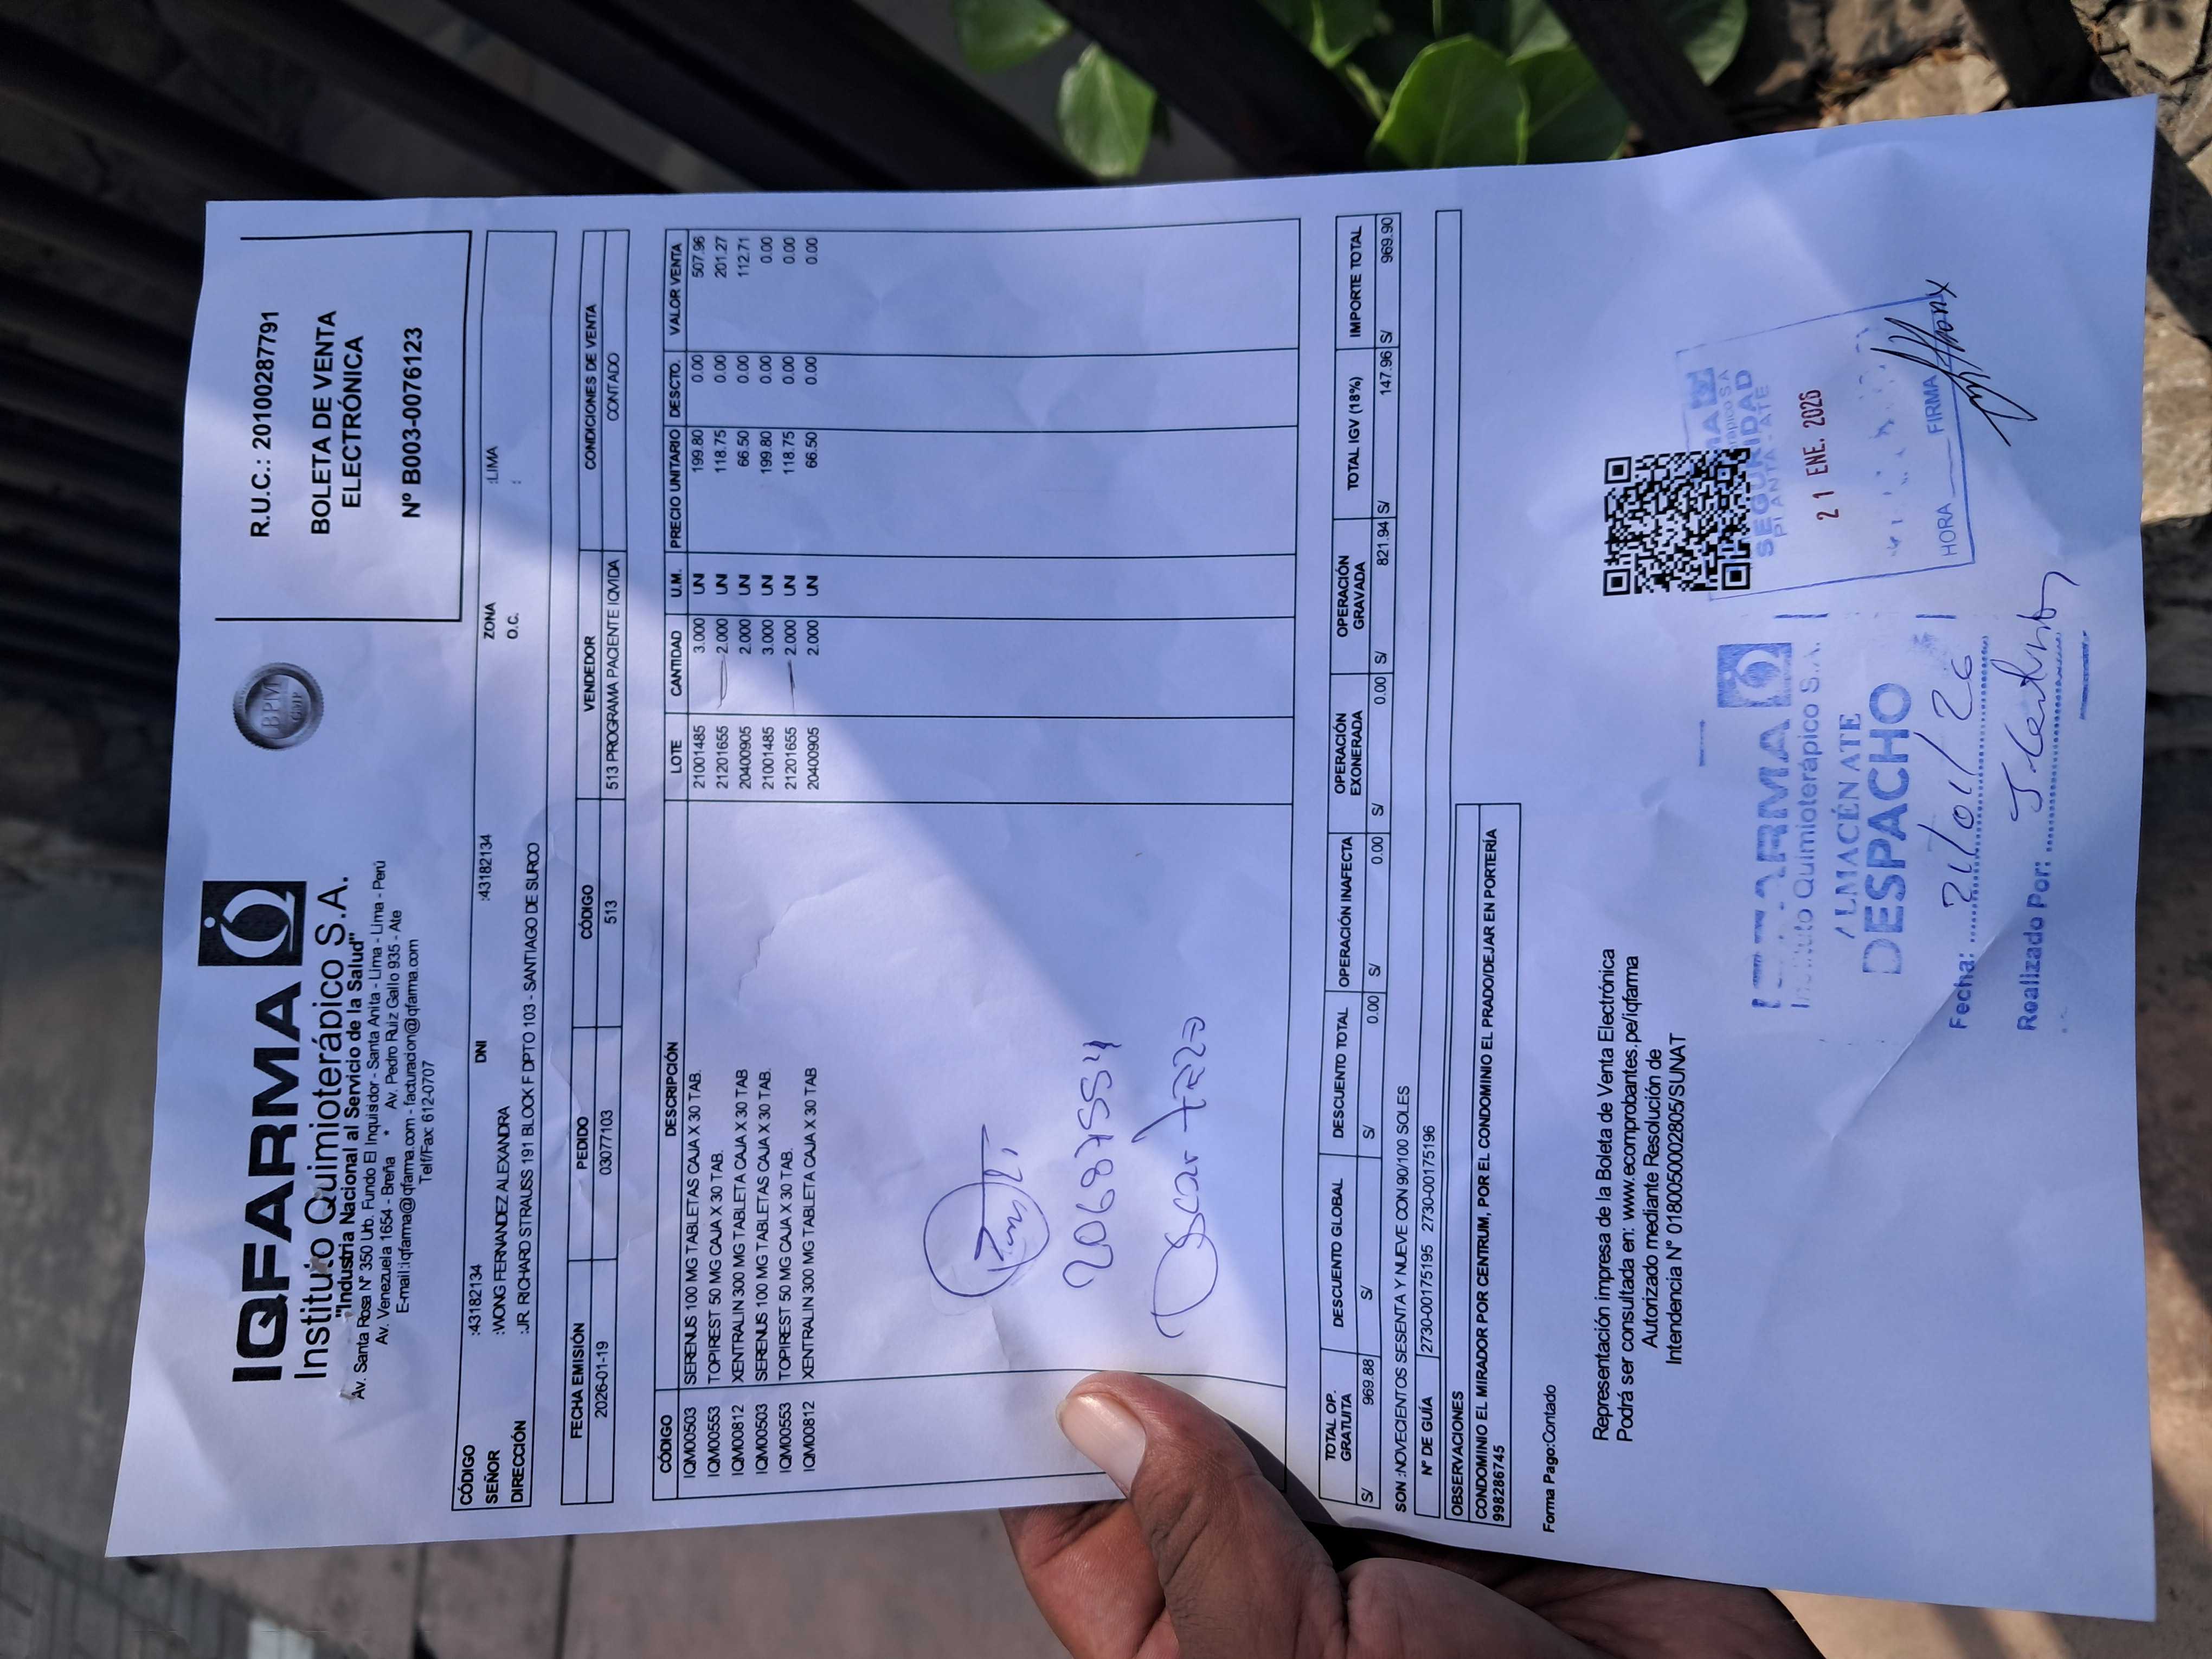 IQFARMA
Instituto Quimioterápico S.A.
"Industria Nacional al Servicio de la Salud"
Av. Santa Rosa Nº 350 Urb. Fundo El Inquisidor - Santa Anita - Lima - Lima - Perú
Av. Venezuela 1654 - Breña * Av. Pedro Ruiz Gallo 935 - Ate
E-mail:iqfarma@iqfarma.com - facturacion@iqfarma.com
Telf/Fax: 612-0707
BPM
R.U.C.: 20100287791
BOLETA DE VENTA
ELECTRÓNICA
Nº B003-0076123
CÓDIGO :43182134 DNI :43182134 ZONA :LIMA
SEÑOR :WONG FERNANDEZ ALEXANDRA O.C. :
DIRECCIÓN :JR. RICHARD STRAUSS 191 BLOCK F DPTO 103 - SANTIAGO DE SURCO
FECHA EMISIÓN PEDIDO CÓDIGO VENDEDOR CONDICIONES DE VENTA
2026-01-19 03077103 513 513 PROGRAMA PACIENTE IQVIDA CONTADO
CÓDIGO DESCRIPCIÓN LOTE CANTIDAD U.M. PRECIO UNITARIO DESCTO. VALOR VENTA
IQM00503 SERENUS 100 MG TABLETAS CAJA X 30 TAB. 21001485 3.000 UN 199.80 0.00 507.96
IQM00553 TOPIREST 50 MG CAJA X 30 TAB. 21201655 2.000 UN 118.75 0.00 201.27
IQM00812 XENTRALIN 300 MG TABLETA CAJA X 30 TAB 20400905 2.000 UN 66.50 0.00 112.71
IQM00503 SERENUS 100 MG TABLETAS CAJA X 30 TAB. 21001485 3.000 UN 199.80 0.00 0.00
IQM00553 TOPIREST 50 MG CAJA X 30 TAB. 21201655 2.000 UN 118.75 0.00 0.00
IQM00812 XENTRALIN 300 MG TABLETA CAJA X 30 TAB 20400905 2.000 UN 66.50 0.00 0.00
Oscar
TOTAL OP. GRATUITA DESCUENTO GLOBAL DESCUENTO TOTAL OPERACIÓN INAFECTA OPERACIÓN EXONERADA OPERACIÓN GRAVADA TOTAL IGV (18%) IMPORTE TOTAL
S/ 969.88 S/ S/ 0.00 S/ 0.00 S/ 0.00 S/ 821.94 S/ 147.96 S/ 969.90
SON :NOVECIENTOS SESENTA Y NUEVE CON 90/100 SOLES
Nº DE GUÍA 2730-00175195 2730-00175196
OBSERVACIONES
CONDOMINIO EL MIRADOR POR CENTRUM, POR EL CONDOMINIO EL PRADO/DEJAR EN PORTERÍA
998286745
Forma Pago:Contado
Representación impresa de la Boleta de Venta Electrónica
Podrá ser consultada en: www.ecomprobantes.pe/iqfarma
Autorizado mediante Resolución de
Intendencia Nº 0180050002805/SUNAT
SEGURIDAD
PLANTA - ATE
21 ENE. 2026
HORA FIRMA
Instituto Quimioterápico S.A.
ALMACÉN ATE
DESPACHO
Fecha: 21/01/26
Realizado Por: